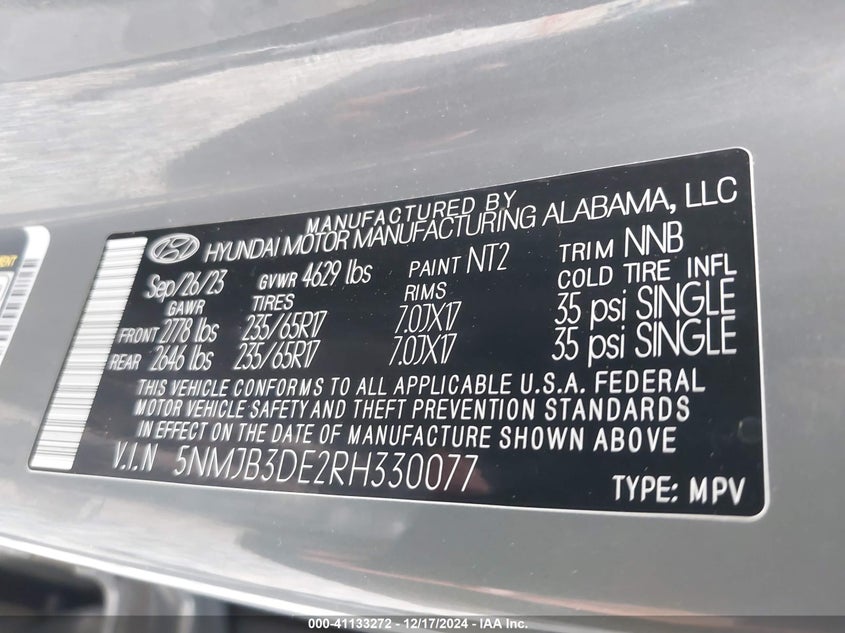 MANUFACTURED BY
HYUNDAI MOTOR MANUFACTURING ALABAMA, LLC
Sep/26/23 GVWR 4629 lbs PAINT NT2 TRIM NNB
GAWR TIRES RIMS COLD TIRE INFL
FRONT 2778 lbs 235/65R17 7.0JX17 35 psi SINGLE
REAR 2646 lbs 235/65R17 7.0JX17 35 psi SINGLE
THIS VEHICLE CONFORMS TO ALL APPLICABLE U.S.A. FEDERAL
MOTOR VEHICLE SAFETY AND THEFT PREVENTION STANDARDS
IN EFFECT ON THE DATE OF MANUFACTURE SHOWN ABOVE
V.I.N 5NMJB3DE2RH330077
TYPE: MPV
000-41133272 - 12/17/2024 - IAA Inc.